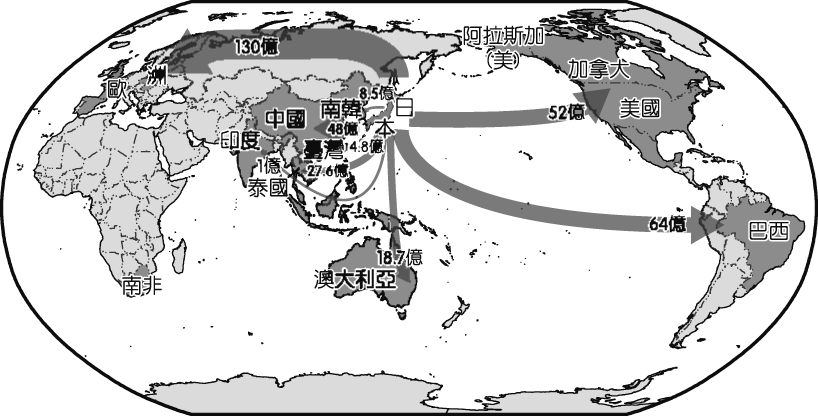 阿拉斯加
(美)
130億
歐
洲
加拿大
8.5億
日
本
南韓
美國
中國
52億
48億
印度
臺灣
14.8億
1億
27.6億
泰國
64億
巴西
18.7億
澳大利亞
南非